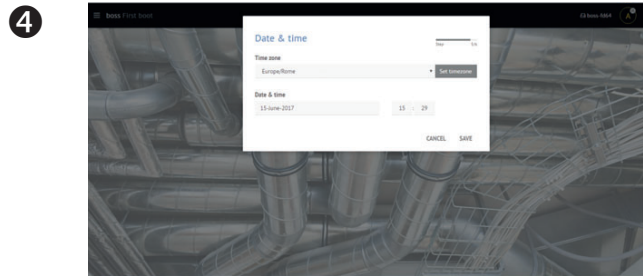 4
boss First boot
A
Date & time
Time zone
Europe/Rome
Set timezone
Date & time
15-June-2017
15 : 29
CANCEL SAVE